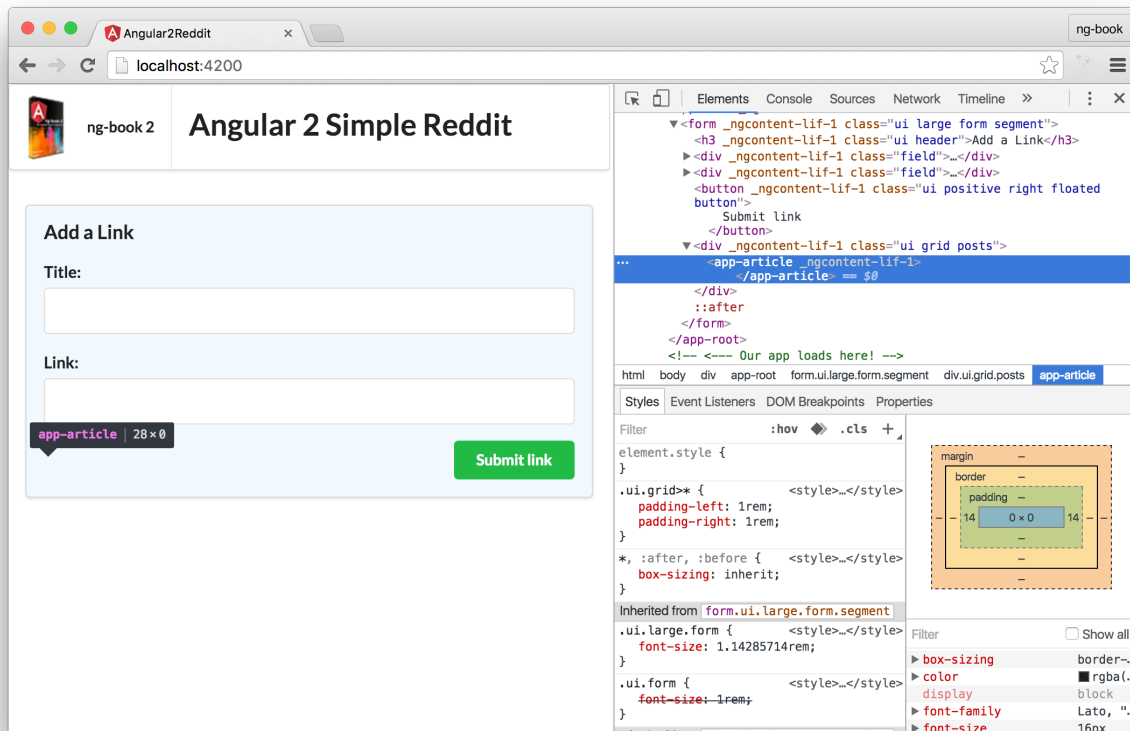 Angular2Reddit
ng-book
localhost:4200
ng-book 2
Angular 2 Simple Reddit
Add a Link
Title:
Link:
app-article | 28×0
Submit link
Elements Console Sources Network Timeline »
▼<form _ngcontent-lif-1 class="ui large form segment">
<h3 _ngcontent-lif-1 class="ui header">Add a Link</h3>
▶<div _ngcontent-lif-1 class="field">…</div>
▶<div _ngcontent-lif-1 class="field">…</div>
<button _ngcontent-lif-1 class="ui positive right floated
button">
Submit link
</button>
▼<div _ngcontent-lif-1 class="ui grid posts">
… <app-article _ngcontent-lif-1>
</app-article> == $0
</div>
::after
</form>
</app-root>
<!-- <--- Our app loads here! -->
html body div app-root form.ui.large.form.segment div.ui.grid.posts app-article
Styles Event Listeners DOM Breakpoints Properties
Filter :hov .cls +
element.style {
}
.ui.grid>* { <style>…</style>
padding-left: 1rem;
padding-right: 1rem;
}
*, :after, :before { <style>…</style>
box-sizing: inherit;
}
Inherited from form.ui.large.form.segment
.ui.large.form { <style>…</style>
font-size: 1.14285714rem;
}
.ui.form { <style>…</style>
font-size: 1rem;
}
margin –
border –
padding –
– – 14 0 × 0 14 – –
–
–
–
Filter Show all
▶ box-sizing border-…
▶ color rgba(…
display block
▶ font-family Lato, "…
▶ font-size 16px